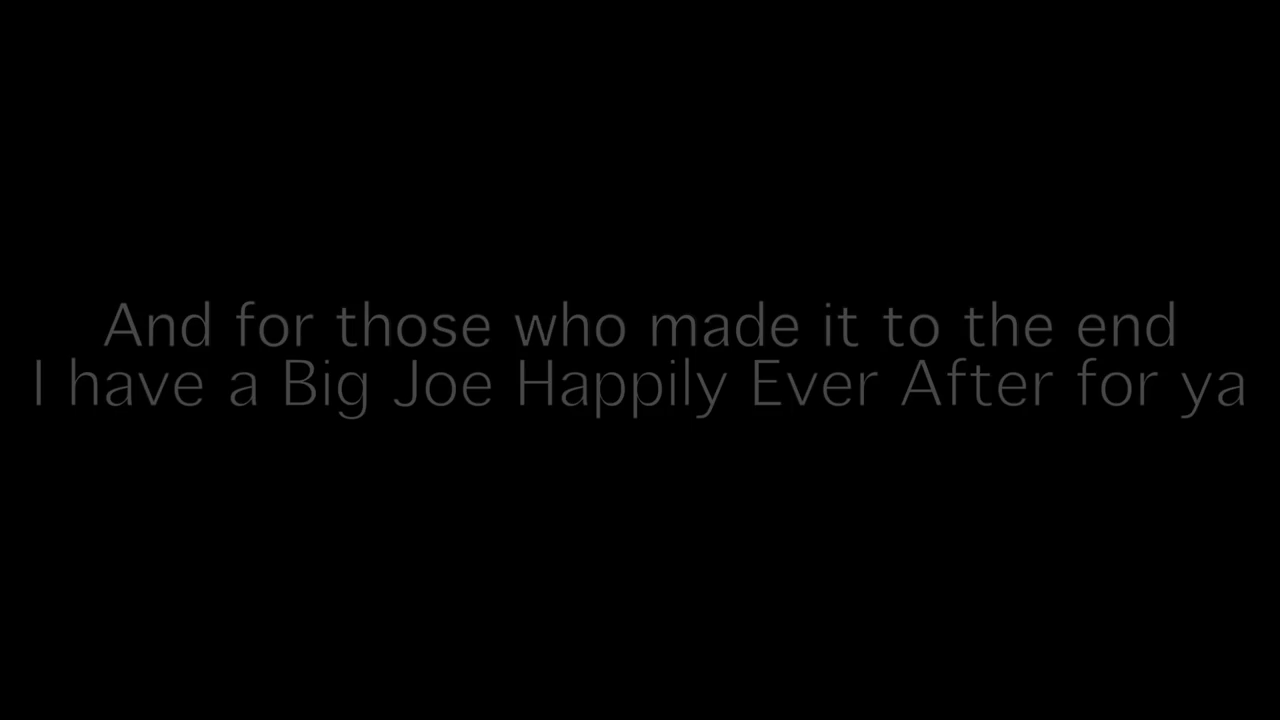 And for those who made it to the end
I have a Big Joe Happily Ever After for ya